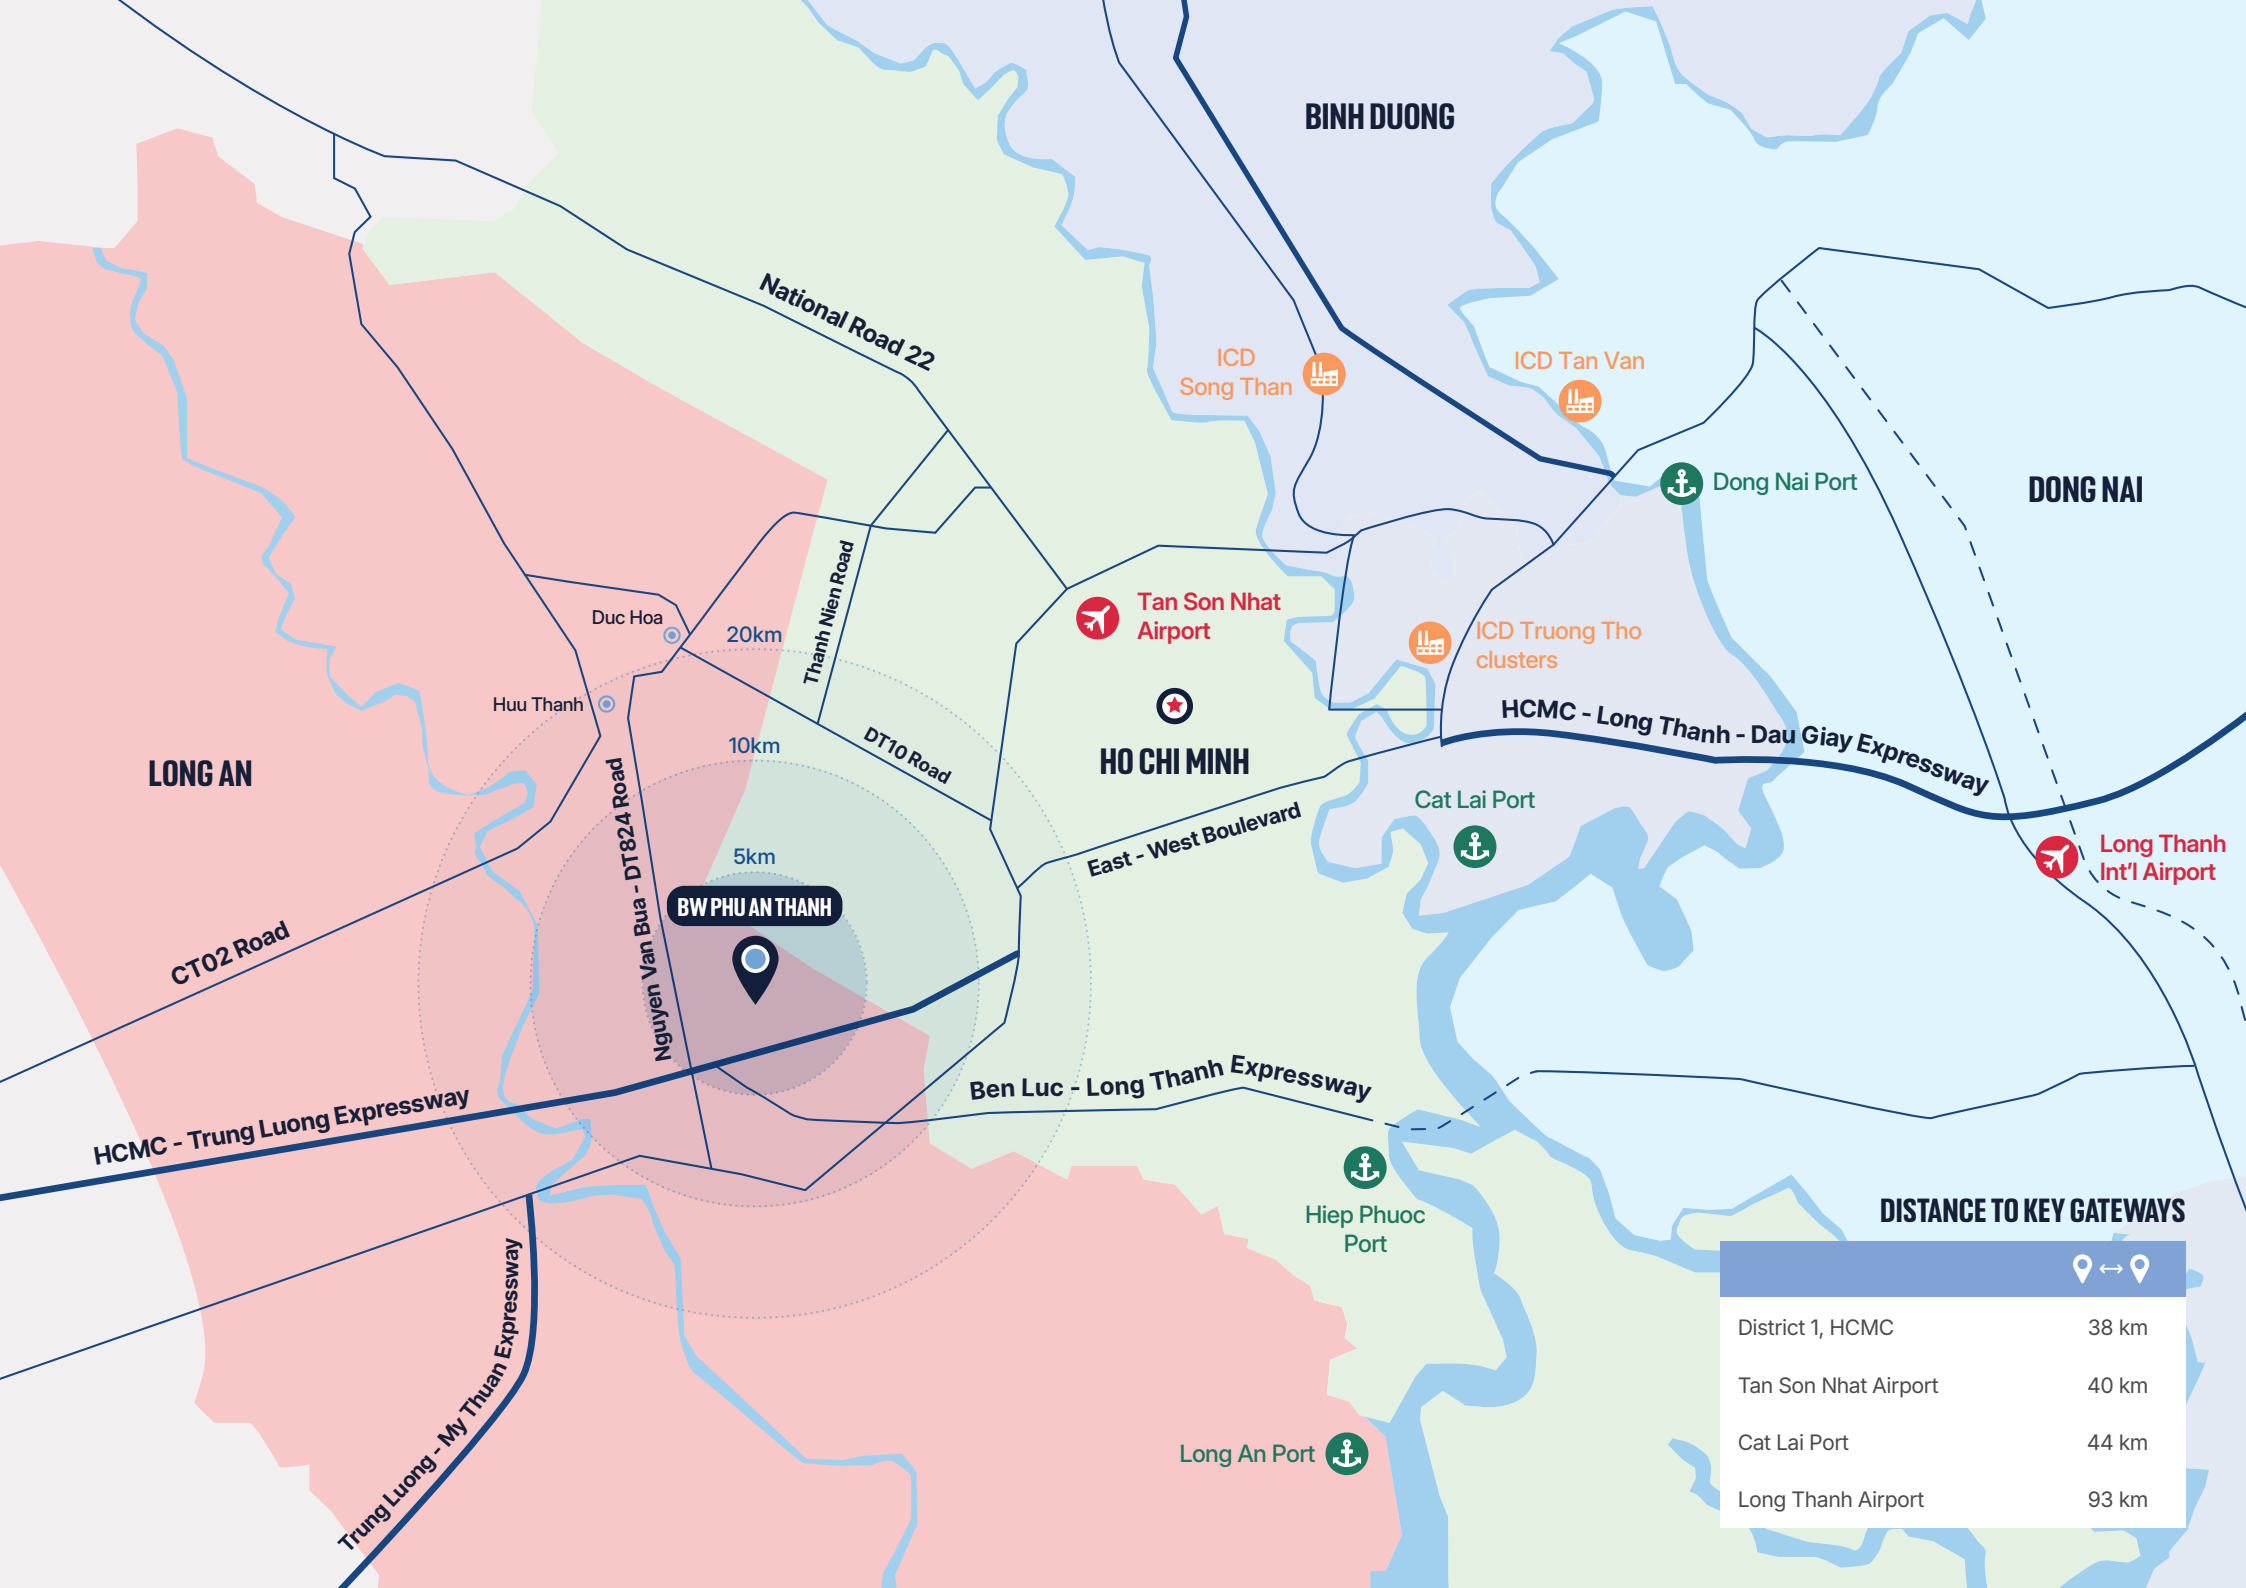 BINH DUONG
National Road 22
ICD
Song Than
ICD Tan Van
Dong Nai Port
DONG NAI
Thanh Nien Road
Duc Hoa
20km
Tan Son Nhat
Airport
ICD Truong Tho
clusters
Huu Thanh
HCMC - Long Thanh - Dau Giay Expressway
10km
DT10 Road
HO CHI MINH
LONG AN
Nguyen Van Bua - DT824 Road
Cat Lai Port
East - West Boulevard
5km
Long Thanh
Int'l Airport
BW PHU AN THANH
CT02 Road
Ben Luc - Long Thanh Expressway
HCMC - Trung Luong Expressway
Hiep Phuoc
Port
Trung Luong - My Thuan Expressway
Long An Port
DISTANCE TO KEY GATEWAYS
District 1, HCMC 38 km
Tan Son Nhat Airport 40 km
Cat Lai Port 44 km
Long Thanh Airport 93 km